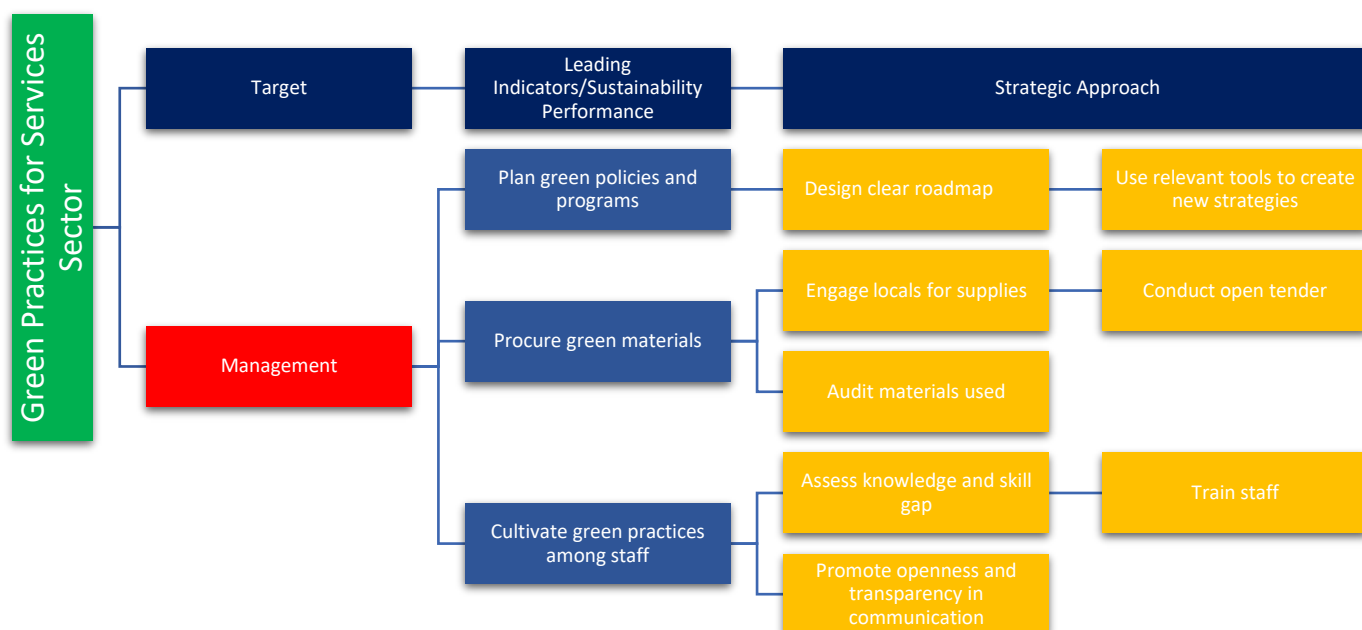 Green Practices for Services
Sector
Target
Leading
Indicators/Sustainability
Performance
Strategic Approach
Plan green policies and
programs
Design clear roadmap
Use relevant tools to create
new strategies
Management
Procure green materials
Engage locals for supplies
Conduct open tender
Audit materials used
Cultivate green practices
among staff
Assess knowledge and skill
gap
Train staff
Promote openness and
transparency in
communication